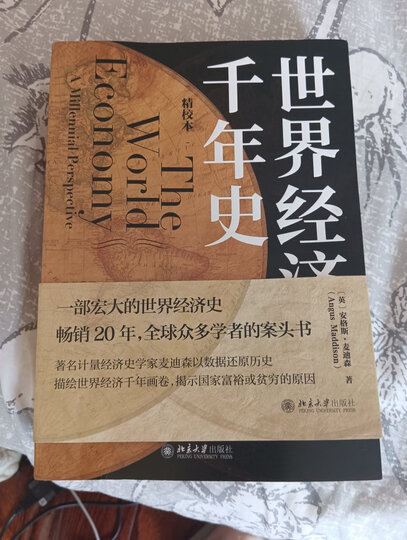 世界经济
千年史
精校本
The
World
Economy
A Millennial Perspective
〔英〕安格斯·麦迪森 著
(Angus Maddison)
一部宏大的世界经济史
畅销20年,全球众多学者的案头书
著名计量经济史学家麦迪森以数据还原历史
描绘世界经济千年画卷,揭示国家富裕或贫穷的原因
北京大学出版社
PEKING UNIVERSITY PRESS
北京大学出版社
PEKING UNIVERSITY PRESS